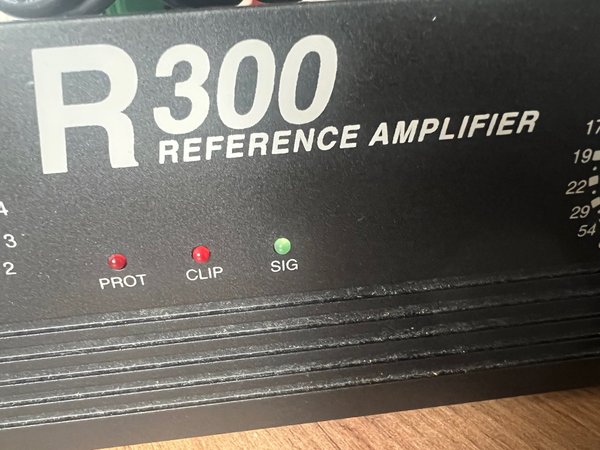 R300
REFERENCE AMPLIFIER
17
19
22
29
54
4
3
2
PROT
CLIP
SIG